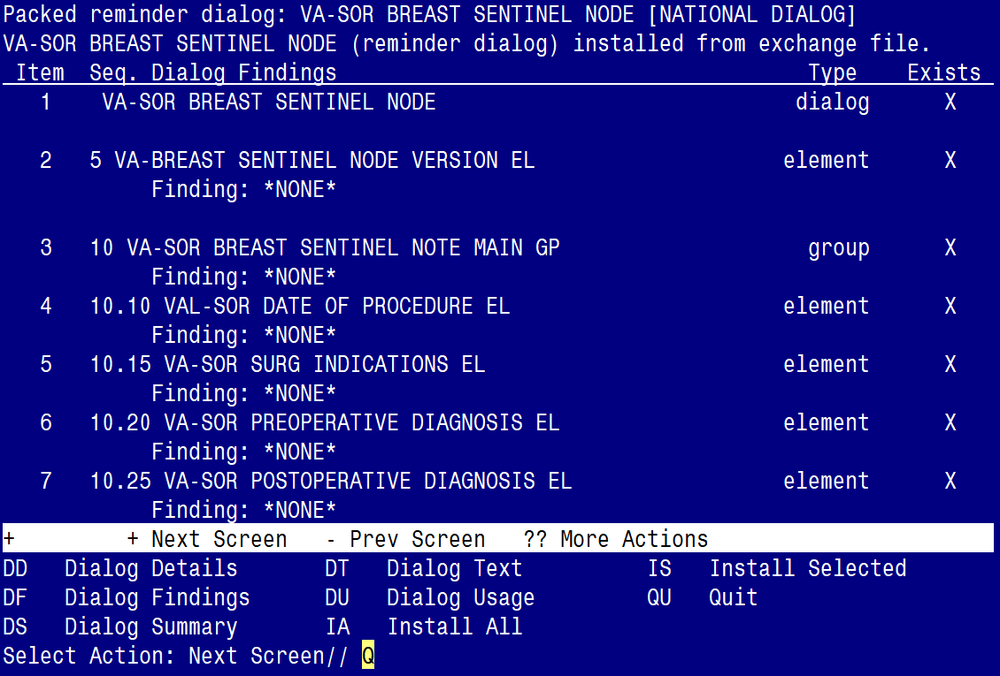 Packed reminder dialog: VA-SOR BREAST SENTINEL NODE [NATIONAL DIALOG]
VA-SOR BREAST SENTINEL NODE (reminder dialog) installed from exchange file.
Item Seq. Dialog Findings Type Exists
1 VA-SOR BREAST SENTINEL NODE dialog X
2 5 VA-BREAST SENTINEL NODE VERSION EL element X
Finding: *NONE*
3 10 VA-SOR BREAST SENTINEL NOTE MAIN GP group X
Finding: *NONE*
4 10.10 VAL-SOR DATE OF PROCEDURE EL element X
Finding: *NONE*
5 10.15 VA-SOR SURG INDICATIONS EL element X
Finding: *NONE*
6 10.20 VA-SOR PREOPERATIVE DIAGNOSIS EL element X
Finding: *NONE*
7 10.25 VA-SOR POSTOPERATIVE DIAGNOSIS EL element X
Finding: *NONE*
+ + Next Screen - Prev Screen ?? More Actions
DD Dialog Details DT Dialog Text IS Install Selected
DF Dialog Findings DU Dialog Usage QU Quit
DS Dialog Summary IA Install All
Select Action: Next Screen// Q